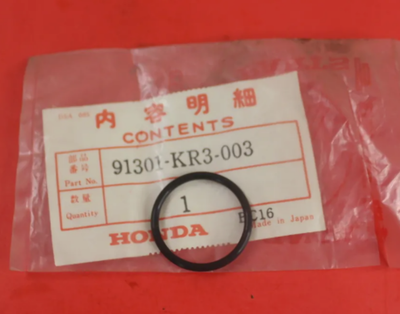 内容明細
CONTENTS
部品番号
Part No.
91301-KR3-003
数量
Quantity
1
EC16
HONDA
Made in Japan